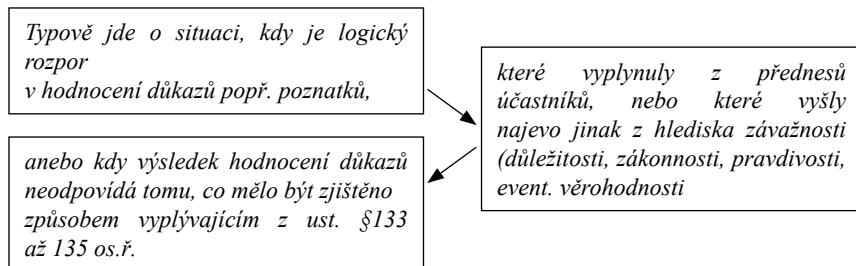 Typově jde o situaci, kdy je logický
rozpor
v hodnocení důkazů popř. poznatků,
které vyplynuly z přednesů
účastníků, nebo které vyšly
najevo jinak z hlediska závažnosti
(důležitosti, zákonnosti, pravdivosti,
event. věrohodnosti
anebo kdy výsledek hodnocení důkazů
neodpovídá tomu, co mělo být zjištěno
způsobem vyplývajícím z ust. §133
až 135 os.ř.